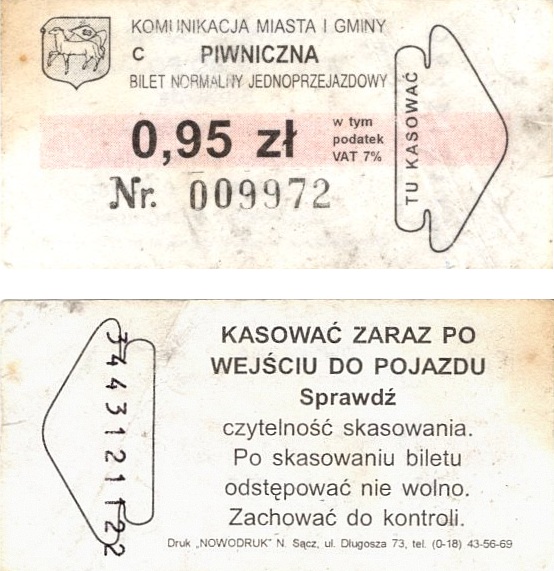 KOMUNIKACJA MIASTA I GMINY
C PIWNICZNA
BILET NORMALNY JEDNOPRZEJAZDOWY
0,95 zł
w tym
podatek
VAT 7%
Nr. 009972
TU KASOWAĆ
KASOWAĆ ZARAZ PO
WEJŚCIU DO POJAZDU
Sprawdź
czytelność skasowania.
Po skasowaniu biletu
odstępować nie wolno.
Zachować do kontroli.
Druk „NOWODRUK" N. Sącz, ul. Długosza 73, tel. (0-18) 43-56-69